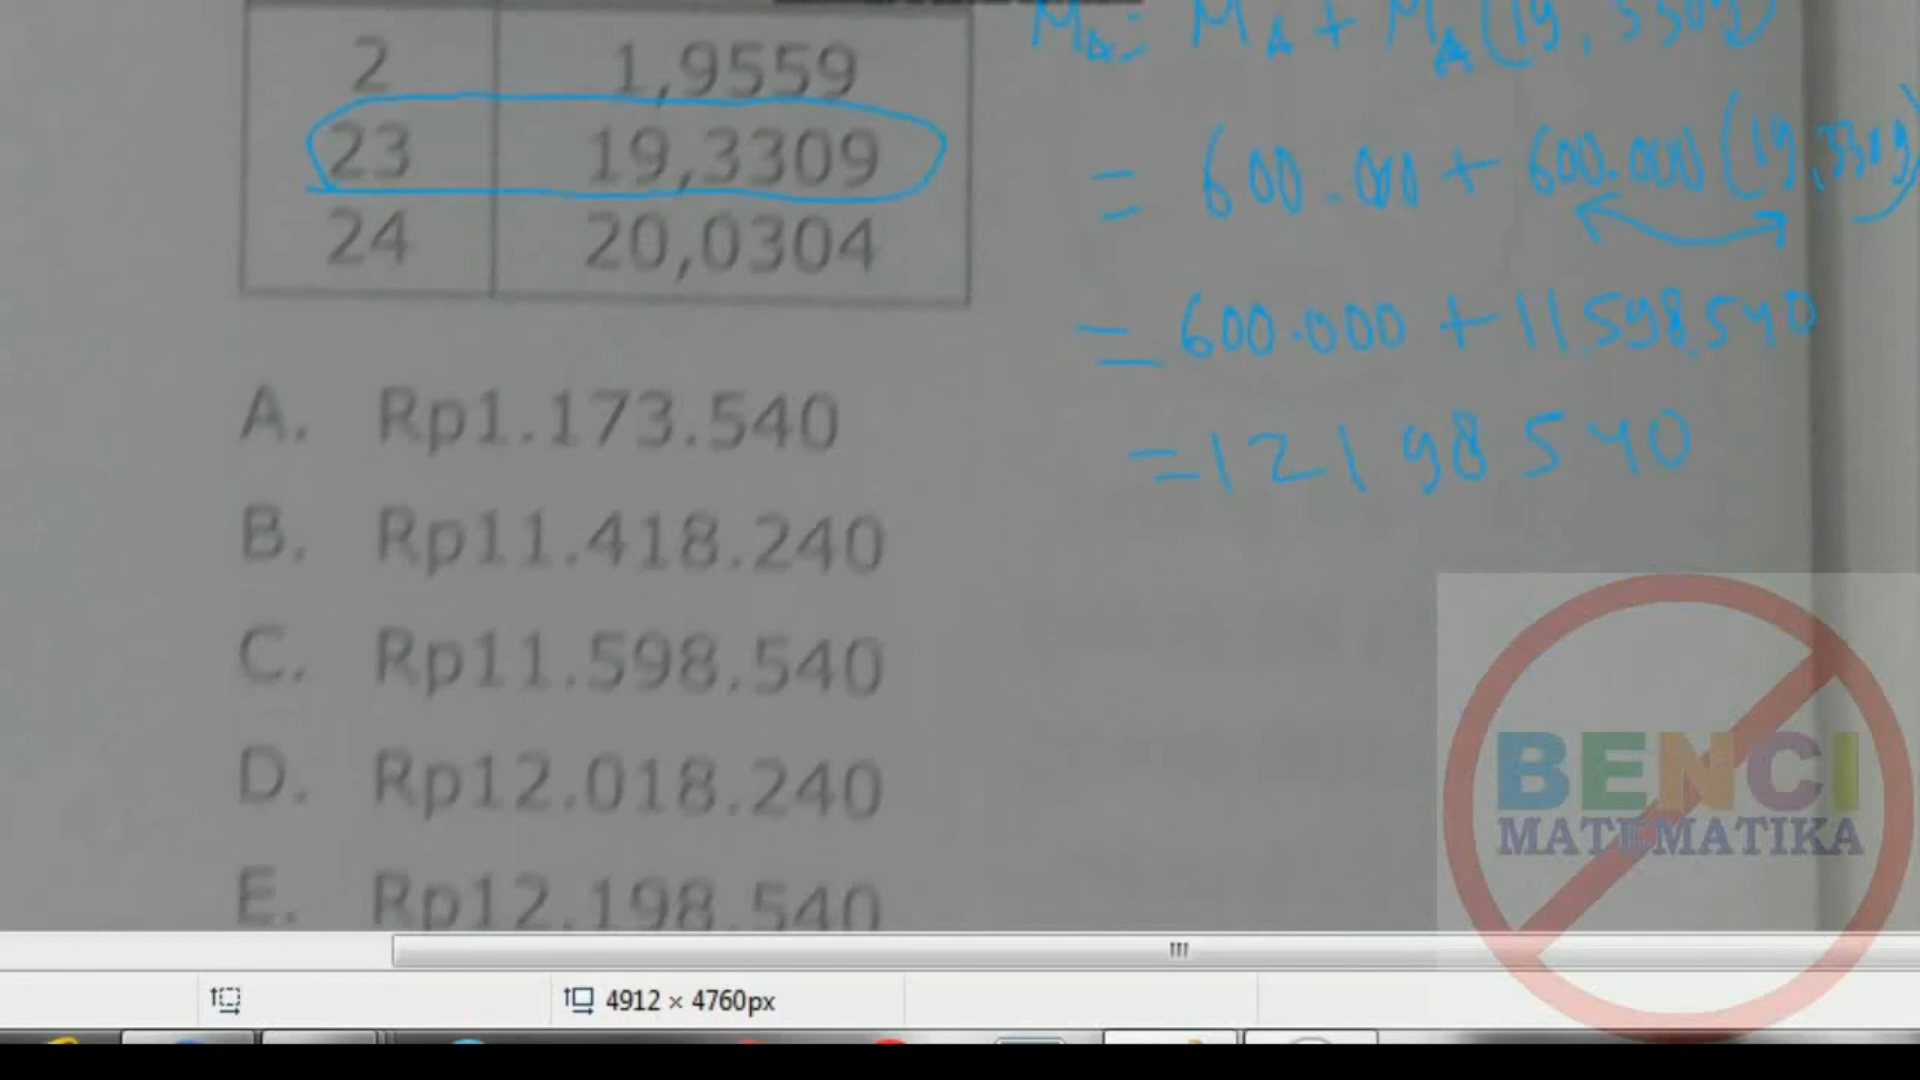 2 1,9559
23 19,3309
24 20,0304
A. Rp1.173.540
B. Rp11.418.240
C. Rp11.598.540
D. Rp12.018.240
E. Rp12.198.540
= 600.000 + 600.000 (19,3309)
= 600.000 + 11.598.540
= 12198540
BENCI
MATEMATIKA
4912 × 4760px